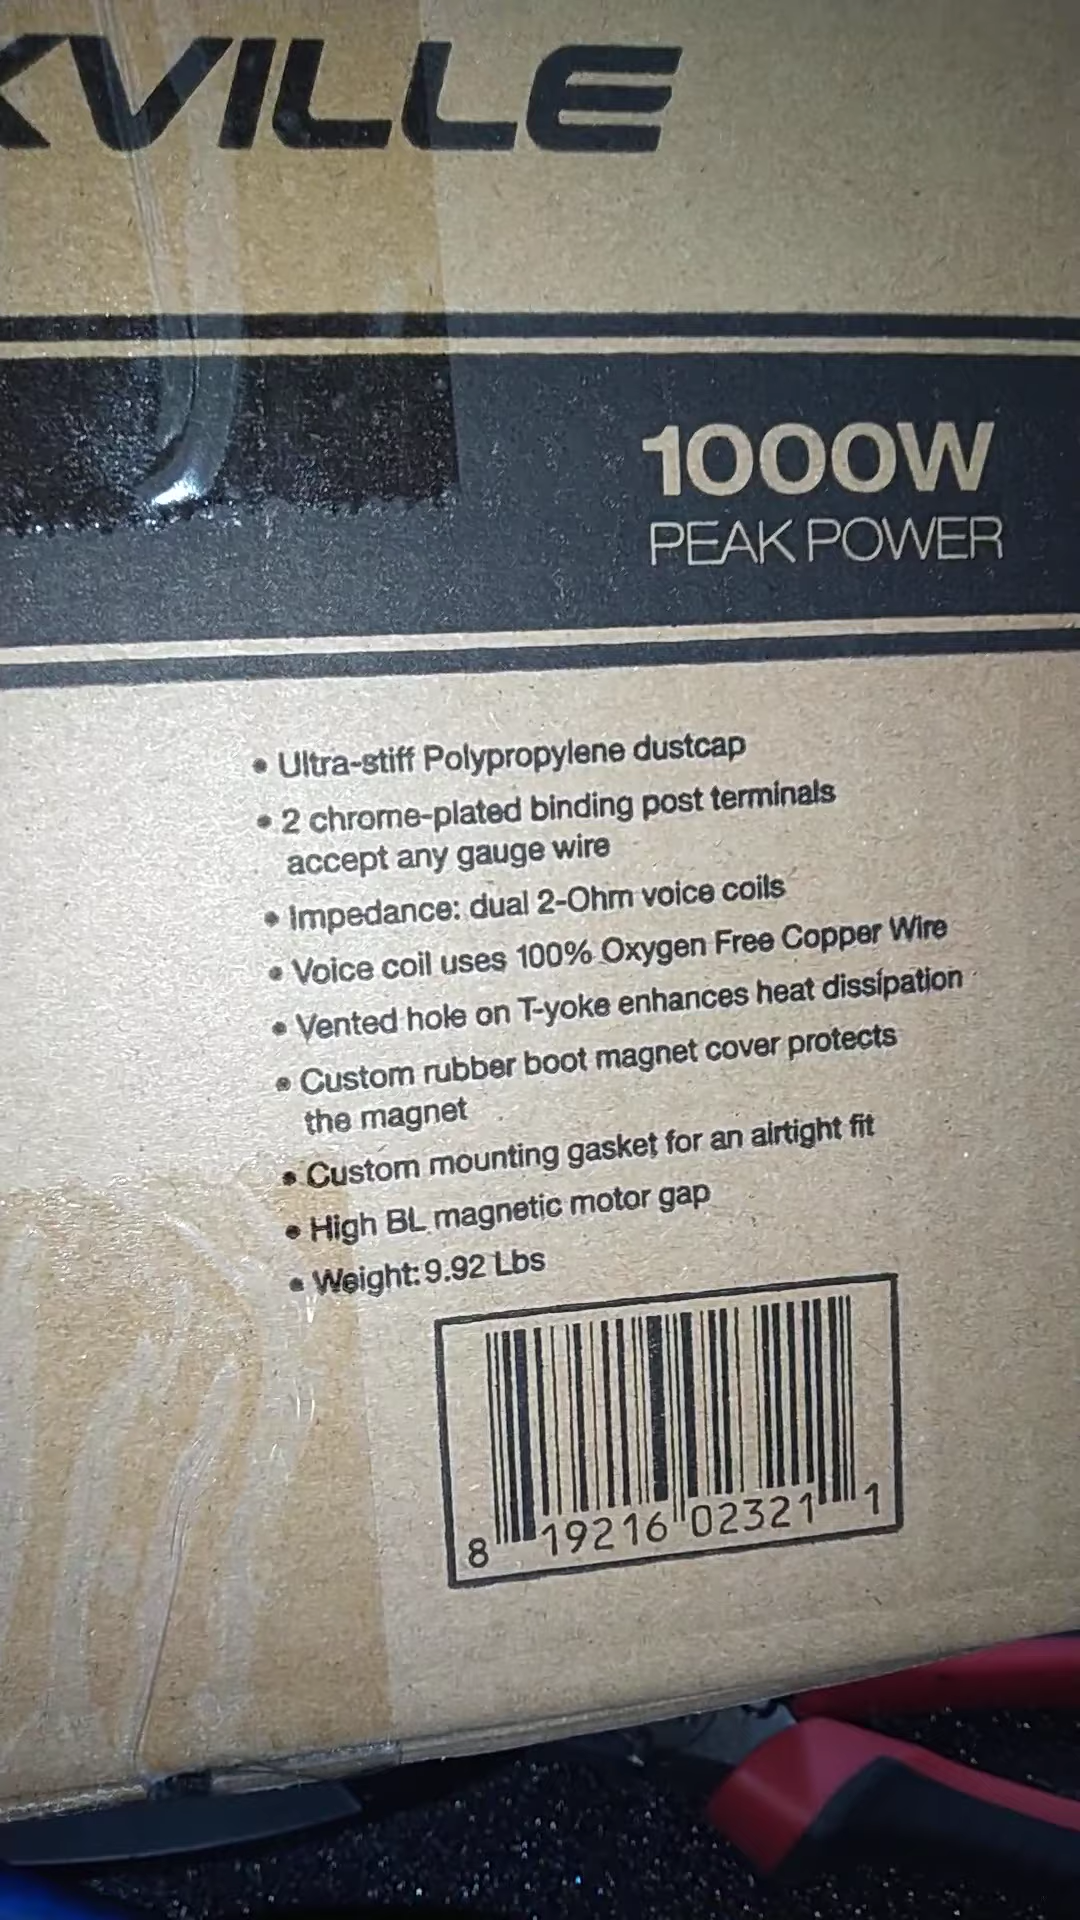 KVILLE
1000W
PEAK POWER
• Ultra-stiff Polypropylene dustcap
• 2 chrome-plated binding post terminals
accept any gauge wire
• Impedance: dual 2-Ohm voice coils
• Voice coil uses 100% Oxygen Free Copper Wire
• Vented hole on T-yoke enhances heat dissipation
• Custom rubber boot magnet cover protects
the magnet
• Custom mounting gasket for an airtight fit
• High BL magnetic motor gap
• Weight: 9.92 Lbs
8 19216 02321 1